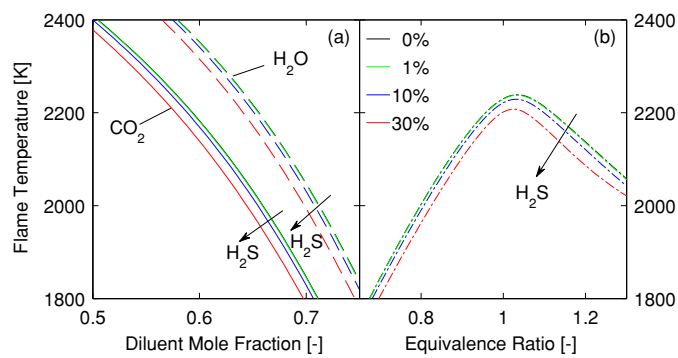 2400
2200
2000
1800
Flame Temperature [K]
0.5
0.6
0.7
Diluent Mole Fraction [-]
(a)
H2O
CO2
H2S
H2S
(b)
0%
1%
10%
30%
H2S
0.8
1
1.2
Equivalence Ratio [-]
2400
2200
2000
1800